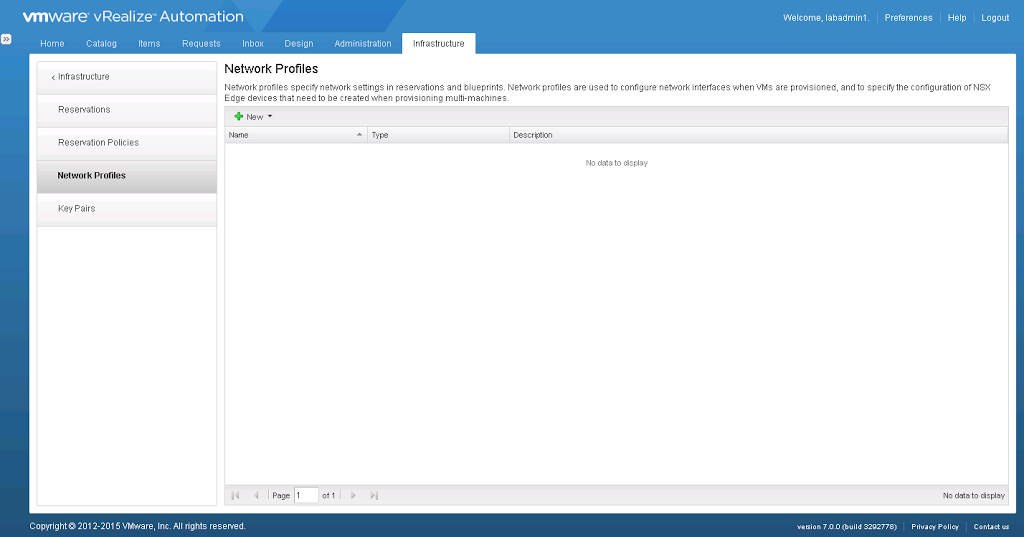 vmware vRealize Automation
Welcome, labadmin1. Preferences Help Logout
Home Catalog Items Requests Inbox Design Administration Infrastructure
Infrastructure
Reservations
Reservation Policies
Network Profiles
Key Pairs
Network Profiles
Network profiles specify network settings in reservations and blueprints. Network profiles are used to configure network interfaces when VMs are provisioned, and to specify the configuration of NSX
Edge devices that need to be created when provisioning multi-machines.
New
Name Type Description
No data to display
Page 1 of 1 No data to display
Copyright © 2012-2015 VMware, Inc. All rights reserved.
version 7.0.0 (build 3292778) Privacy Policy Contact us